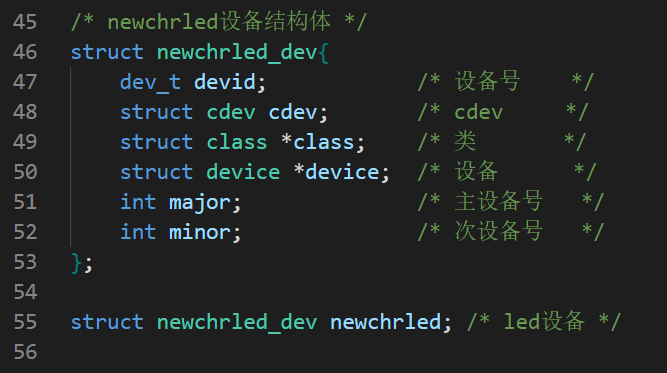 45 /* newchrled设备结构体 */
46 struct newchrled_dev{
47     dev_t devid;            /* 设备号    */
48     struct cdev cdev;       /* cdev     */
49     struct class *class;    /* 类       */
50     struct device *device;  /* 设备      */
51     int major;              /* 主设备号   */
52     int minor;              /* 次设备号   */
53 };
54
55 struct newchrled_dev newchrled; /* led设备 */
56